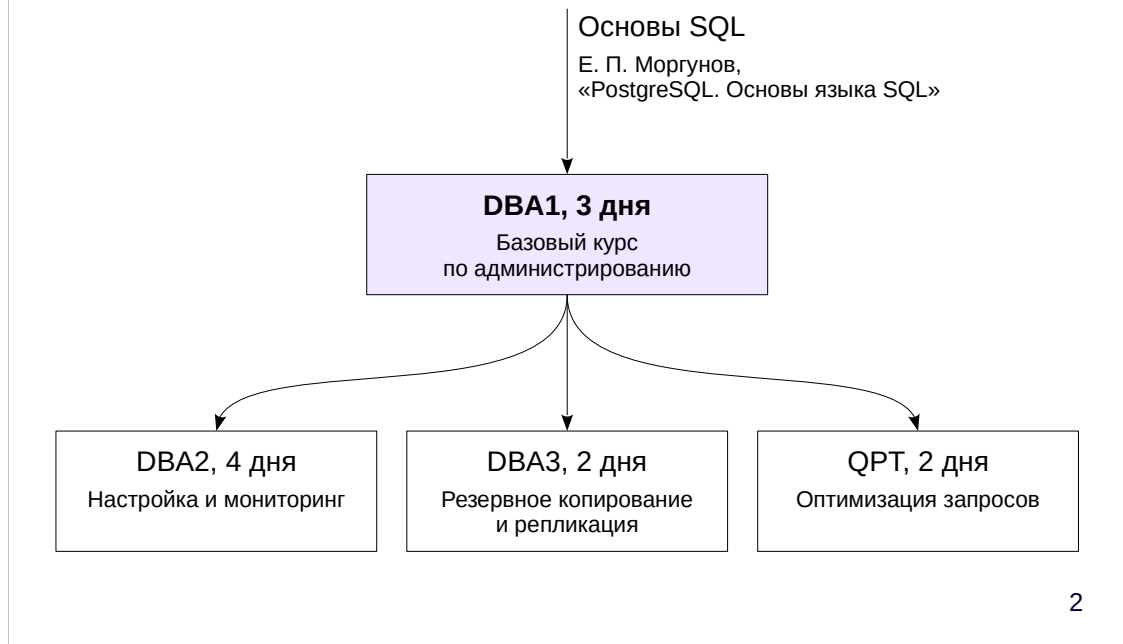 Основы SQL
Е. П. Моргунов,
«PostgreSQL. Основы языка SQL»
DBA1, 3 дня
Базовый курс
по администрированию
DBA2, 4 дня
Настройка и мониторинг
DBA3, 2 дня
Резервное копирование
и репликация
QPT, 2 дня
Оптимизация запросов
2